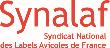 Synalaf
Syndicat National
des Labels Avicoles de France